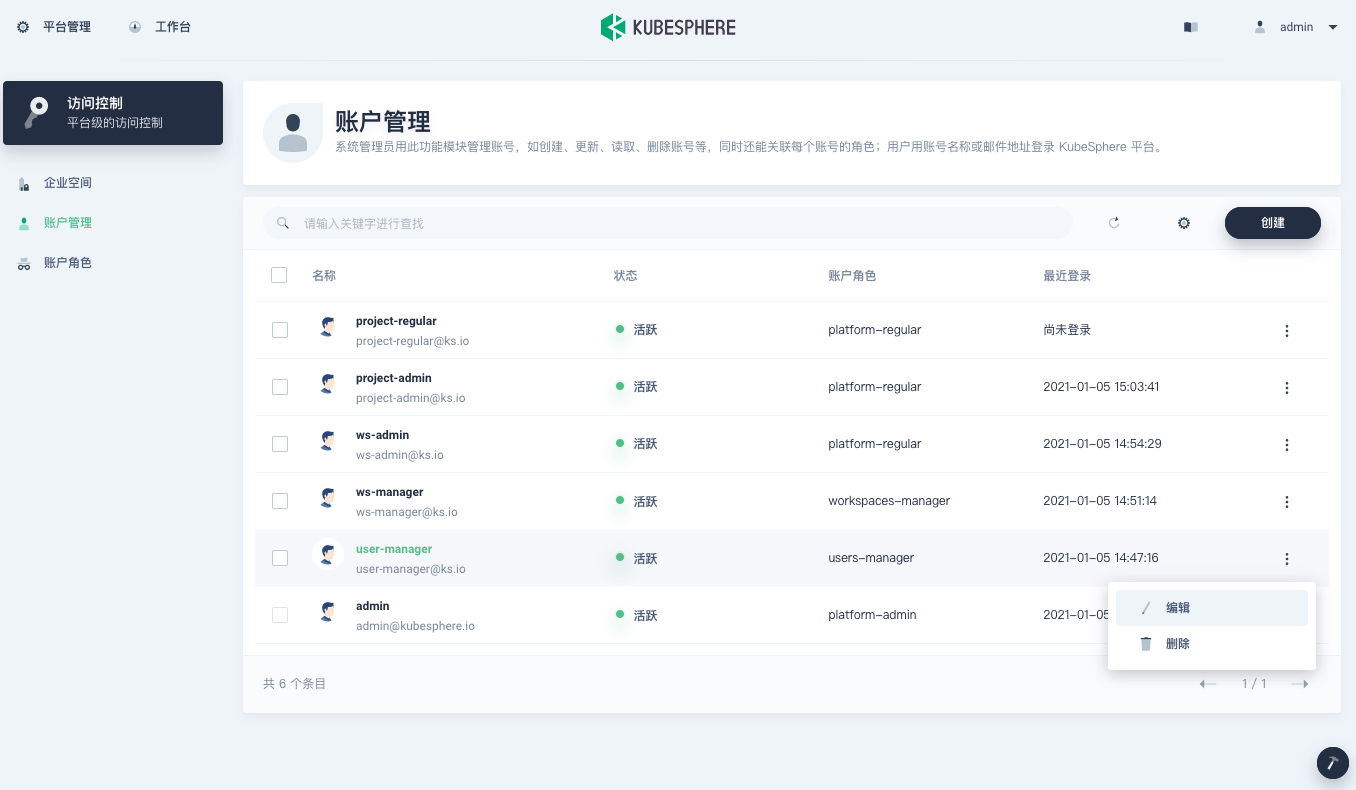 平台管理 工作台 KUBESPHERE admin
访问控制
平台级的访问控制
企业空间
账户管理
账户角色
账户管理
系统管理员用此功能模块管理账号，如创建、更新、读取、删除账号等，同时还能关联每个账号的角色；用户用账号名称或邮件地址登录 KubeSphere 平台。
请输入关键字进行查找 创建
名称 状态 账户角色 最近登录
project-regular
project-regular@ks.io 活跃 platform-regular 尚未登录
project-admin
project-admin@ks.io 活跃 platform-regular 2021-01-05 15:03:41
ws-admin
ws-admin@ks.io 活跃 platform-regular 2021-01-05 14:54:29
ws-manager
ws-manager@ks.io 活跃 workspaces-manager 2021-01-05 14:51:14
user-manager
user-manager@ks.io 活跃 users-manager 2021-01-05 14:47:16
admin
admin@kubesphere.io 活跃 platform-admin 2021-01-05
编辑
删除
共 6 个条目 1 / 1